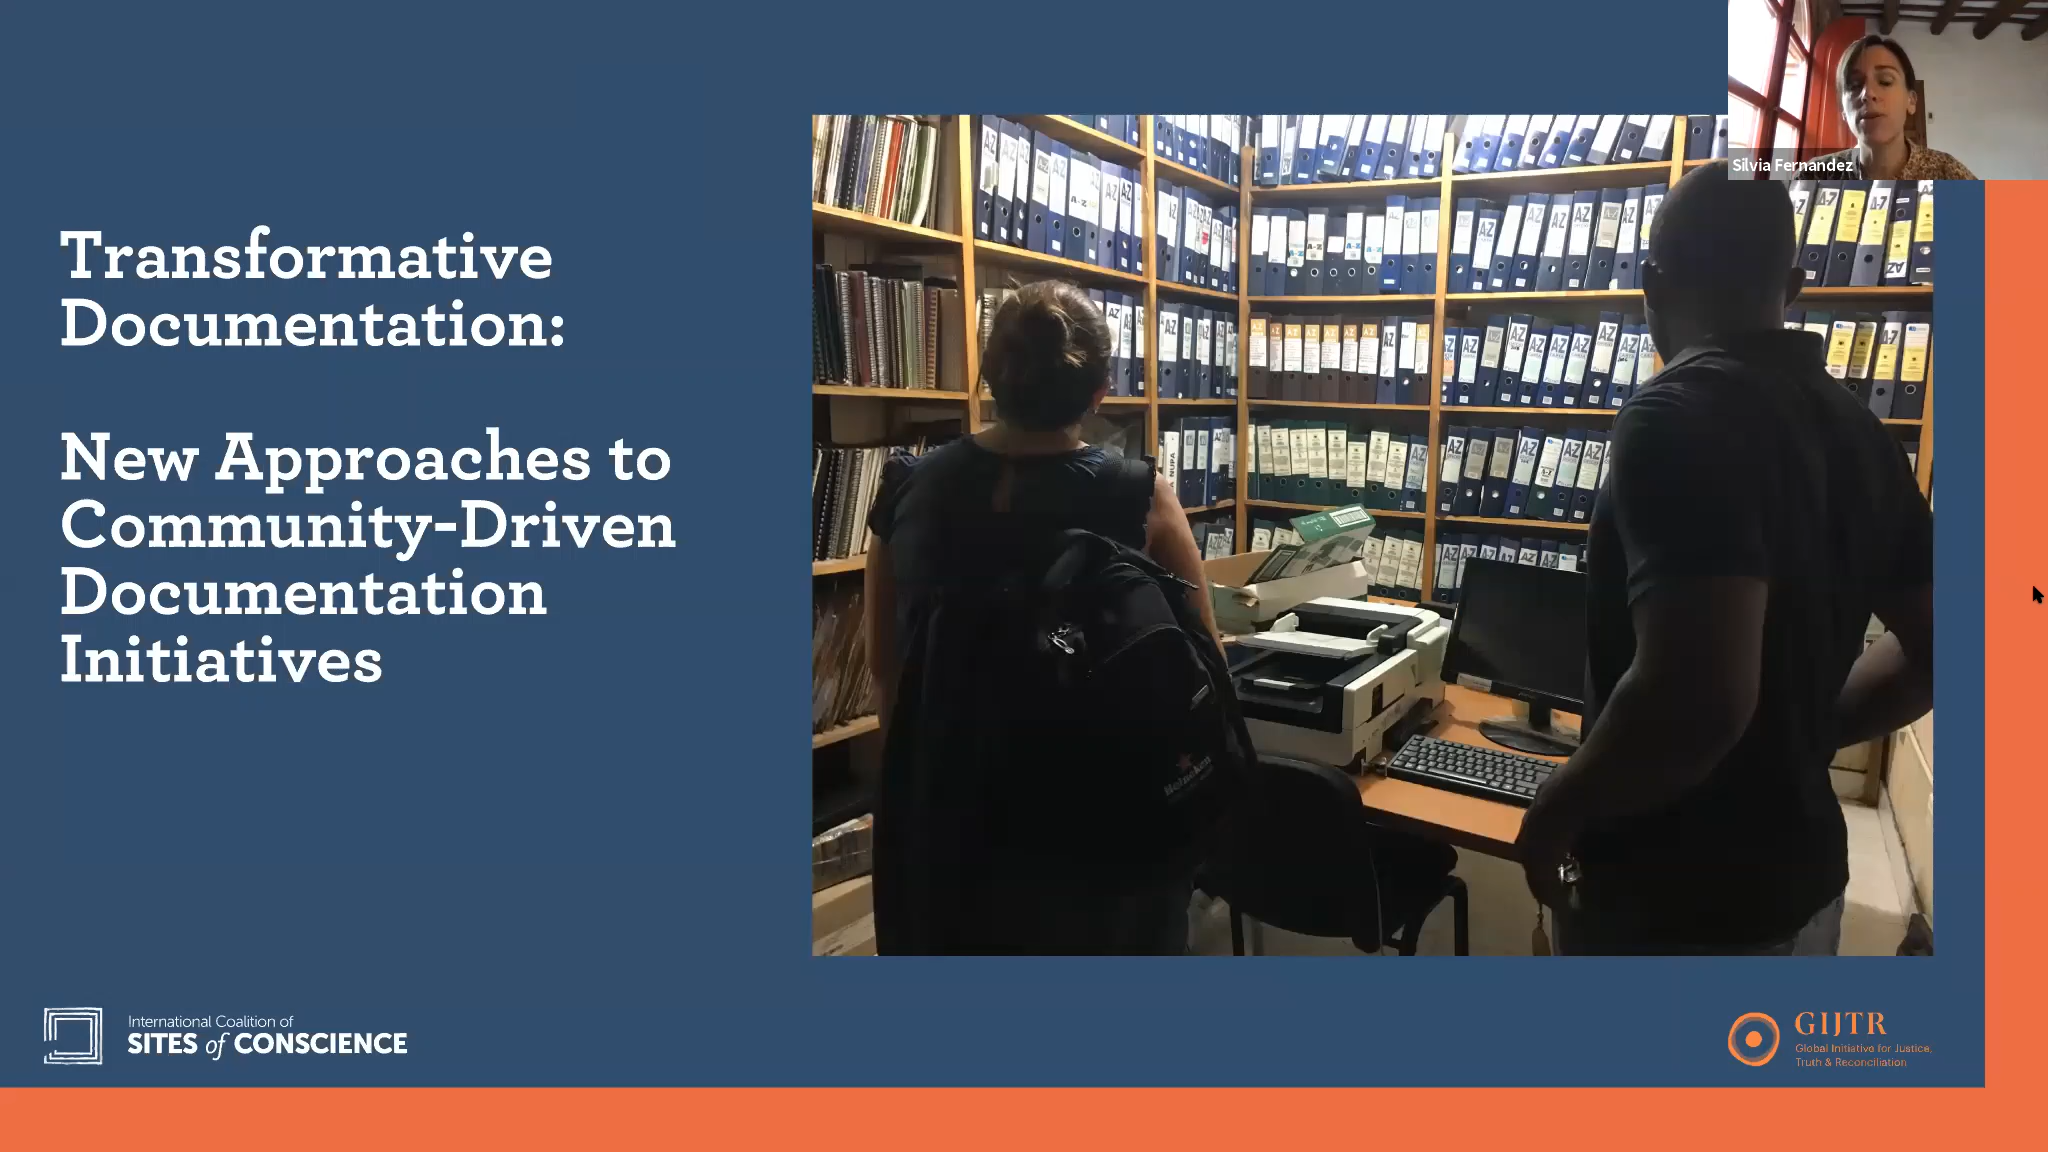 Silvia Fernandez
Transformative
Documentation:
New Approaches to
Community-Driven
Documentation
Initiatives
International Coalition of
SITES of CONSCIENCE
GIJTR
Global Initiative for Justice,
Truth & Reconciliation
Heineken